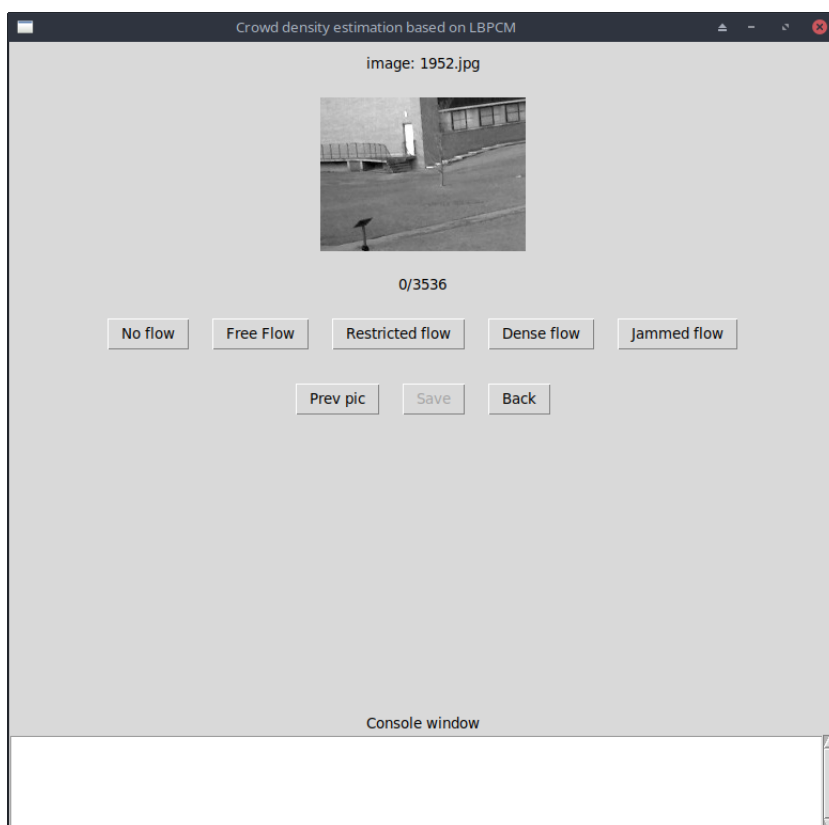 Crowd density estimation based on LBPCM
image: 1952.jpg
0/3536
No flow Free Flow Restricted flow Dense flow Jammed flow
Prev pic Save Back
Console window